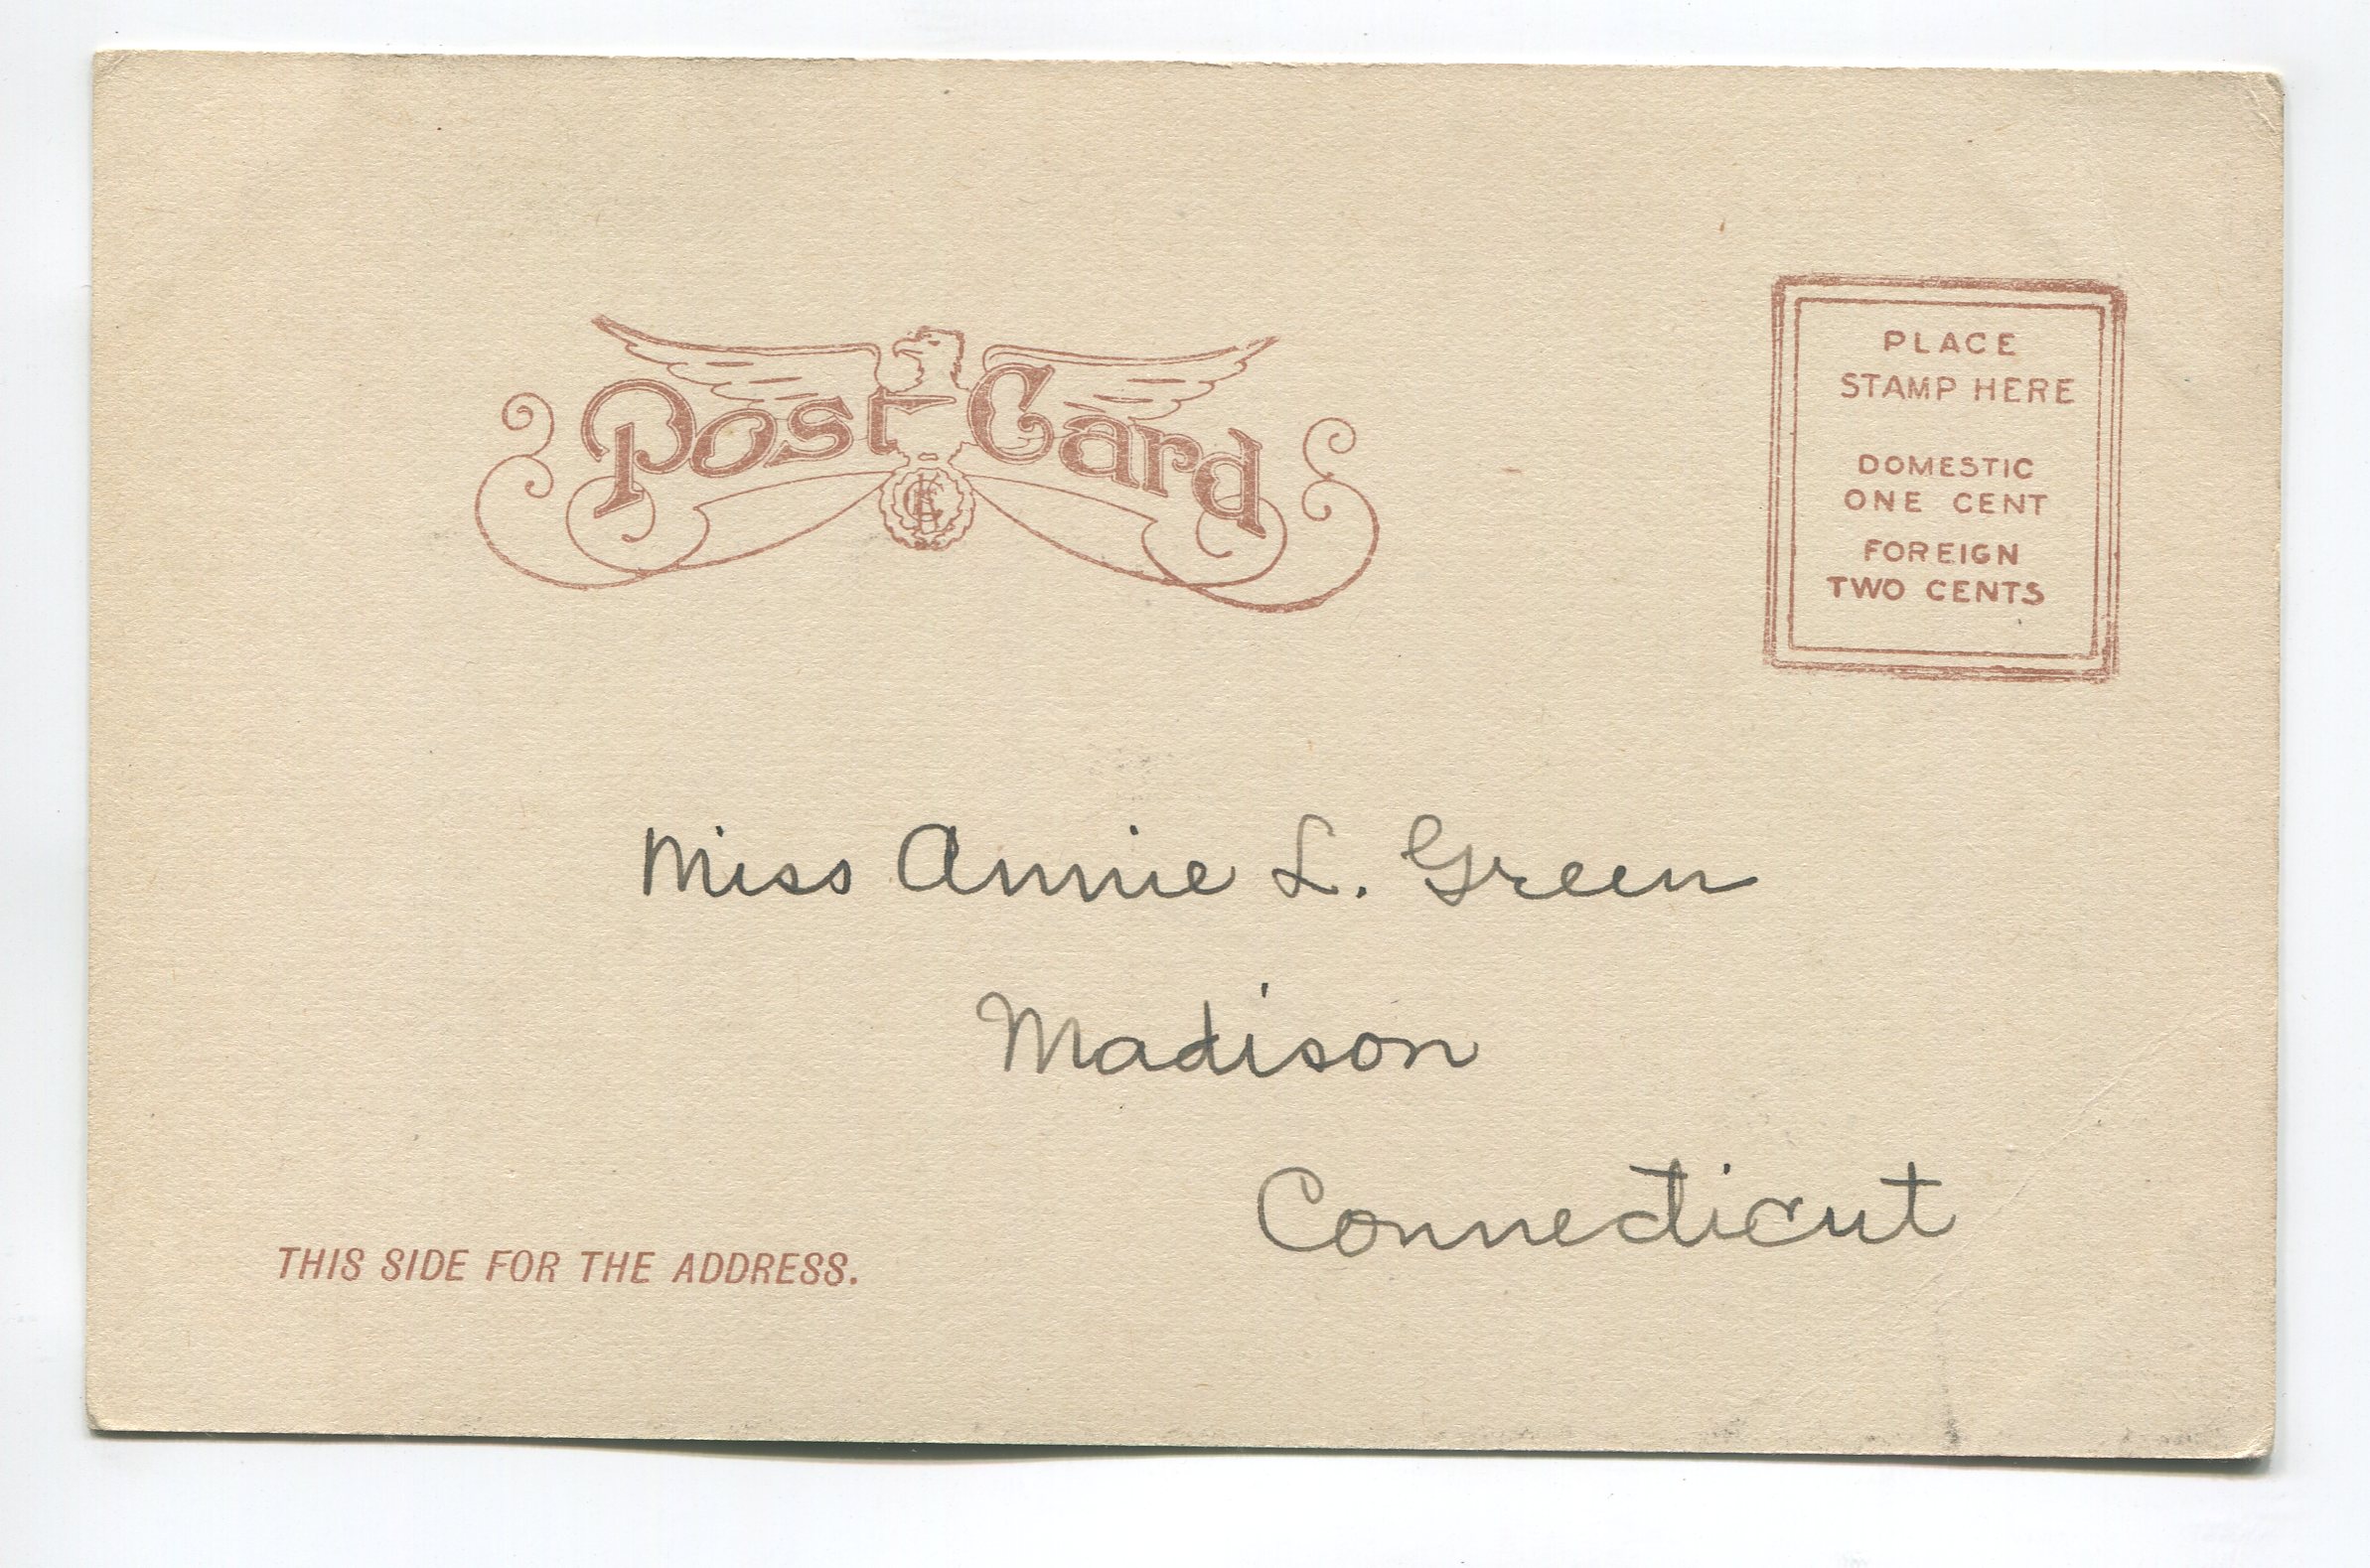 Post Card
PLACE
STAMP HERE
DOMESTIC
ONE CENT
FOREIGN
TWO CENTS
Miss Annie L. Green
Madison
Connecticut
THIS SIDE FOR THE ADDRESS.